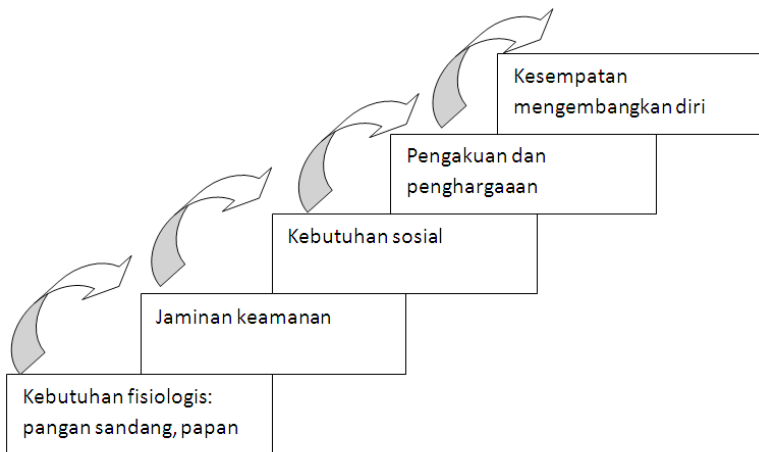 Kesempatan
mengembangkan diri
Pengakuan dan
penghargaaan
Kebutuhan sosial
Jaminan keamanan
Kebutuhan fisiologis:
pangan sandang, papan